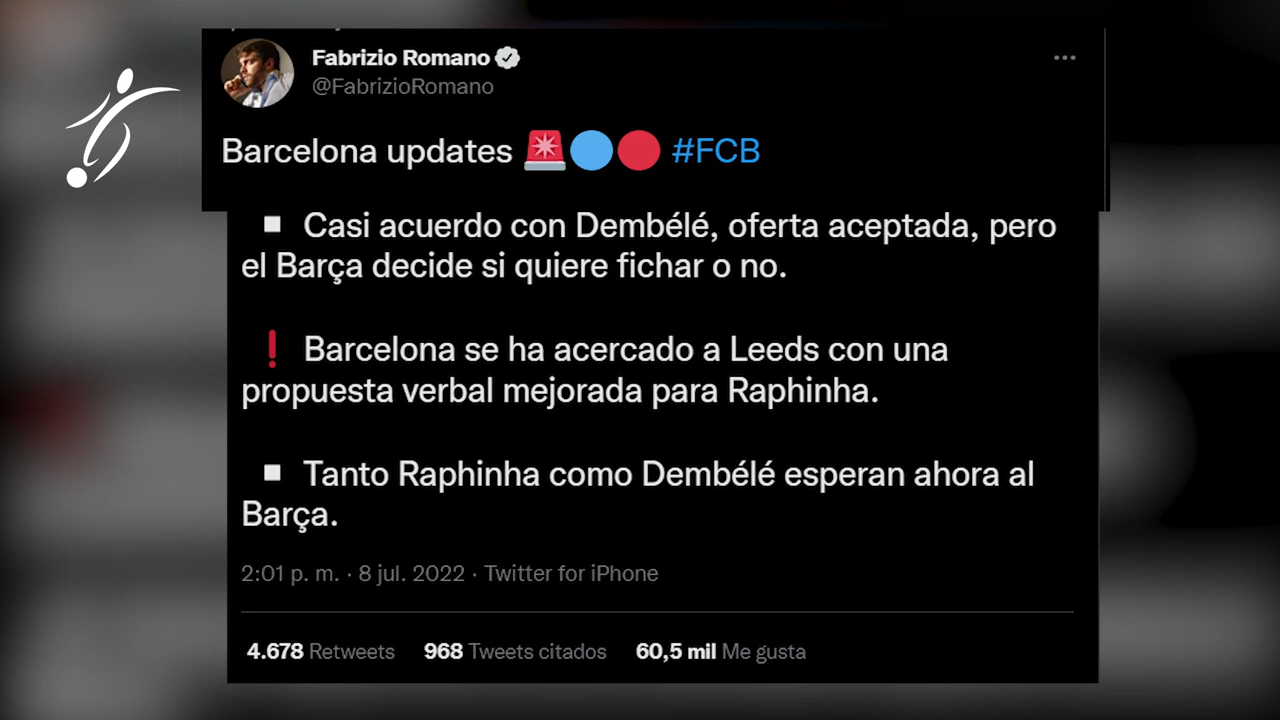 Fabrizio Romano
@FabrizioRomano
Barcelona updates 🚨🔵🔴 #FCB
▫️ Casi acuerdo con Dembélé, oferta aceptada, pero
el Barça decide si quiere fichar o no.
❗️ Barcelona se ha acercado a Leeds con una
propuesta verbal mejorada para Raphinha.
▫️ Tanto Raphinha como Dembélé esperan ahora al
Barça.
2:01 p. m. · 8 jul. 2022 · Twitter for iPhone
4.678 Retweets 968 Tweets citados 60,5 mil Me gusta